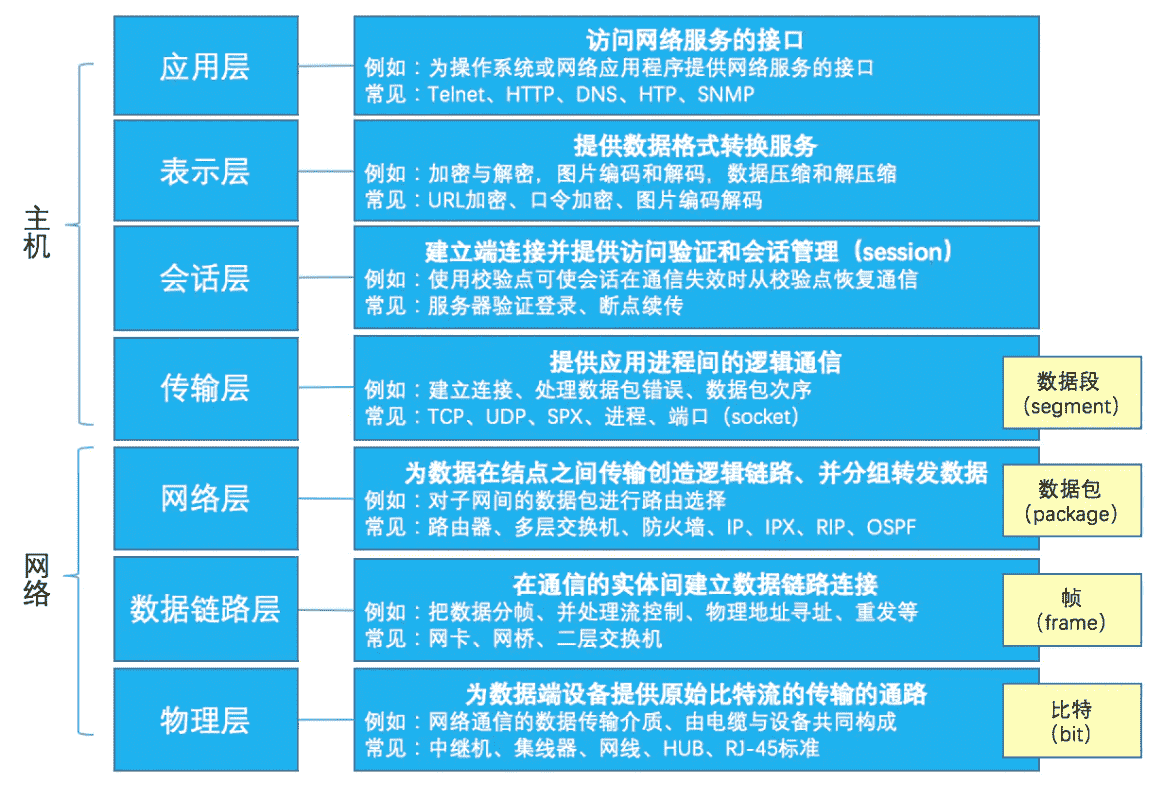 主机
应用层
访问网络服务的接口
例如：为操作系统或网络应用程序提供网络服务的接口
常见：Telnet、HTTP、DNS、HTP、SNMP
表示层
提供数据格式转换服务
例如：加密与解密，图片编码和解码，数据压缩和解压缩
常见：URL加密、口令加密、图片编码解码
会话层
建立端连接并提供访问验证和会话管理（session）
例如：使用校验点可使会话在通信失效时从校验点恢复通信
常见：服务器验证登录、断点续传
传输层
提供应用进程间的逻辑通信
例如：建立连接、处理数据包错误、数据包次序
常见：TCP、UDP、SPX、进程、端口（socket）
数据段
（segment）
网络
网络层
为数据在结点之间传输创造逻辑链路、并分组转发数据
例如：对子网间的数据包进行路由选择
常见：路由器、多层交换机、防火墙、IP、IPX、RIP、OSPF
数据包
（package）
数据链路层
在通信的实体间建立数据链路连接
例如：把数据分帧、并处理流控制、物理地址寻址、重发等
常见：网卡、网桥、二层交换机
帧
（frame）
物理层
为数据端设备提供原始比特流的传输的通路
例如：网络通信的数据传输介质、由电缆与设备共同构成
常见：中继机、集线器、网线、HUB、RJ-45标准
比特
（bit）